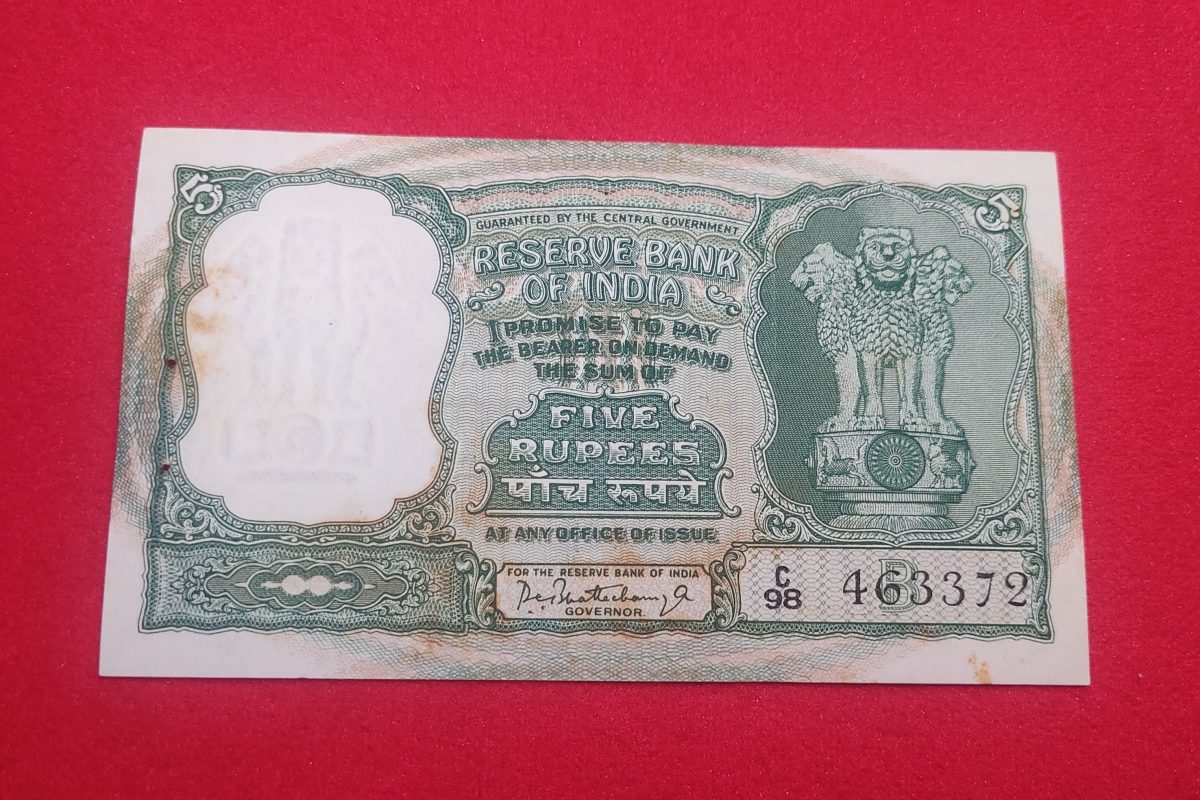 5
5
GUARANTEED BY THE CENTRAL GOVERNMENT
RESERVE BANK
OF INDIA
I PROMISE TO PAY
THE BEARER ON DEMAND
THE SUM OF
FIVE
RUPEES
पाँच रूपये
AT ANY OFFICE OF ISSUE
FOR THE RESERVE BANK OF INDIA
P.C. Bhattacharyya
GOVERNOR
C
98
B
463372